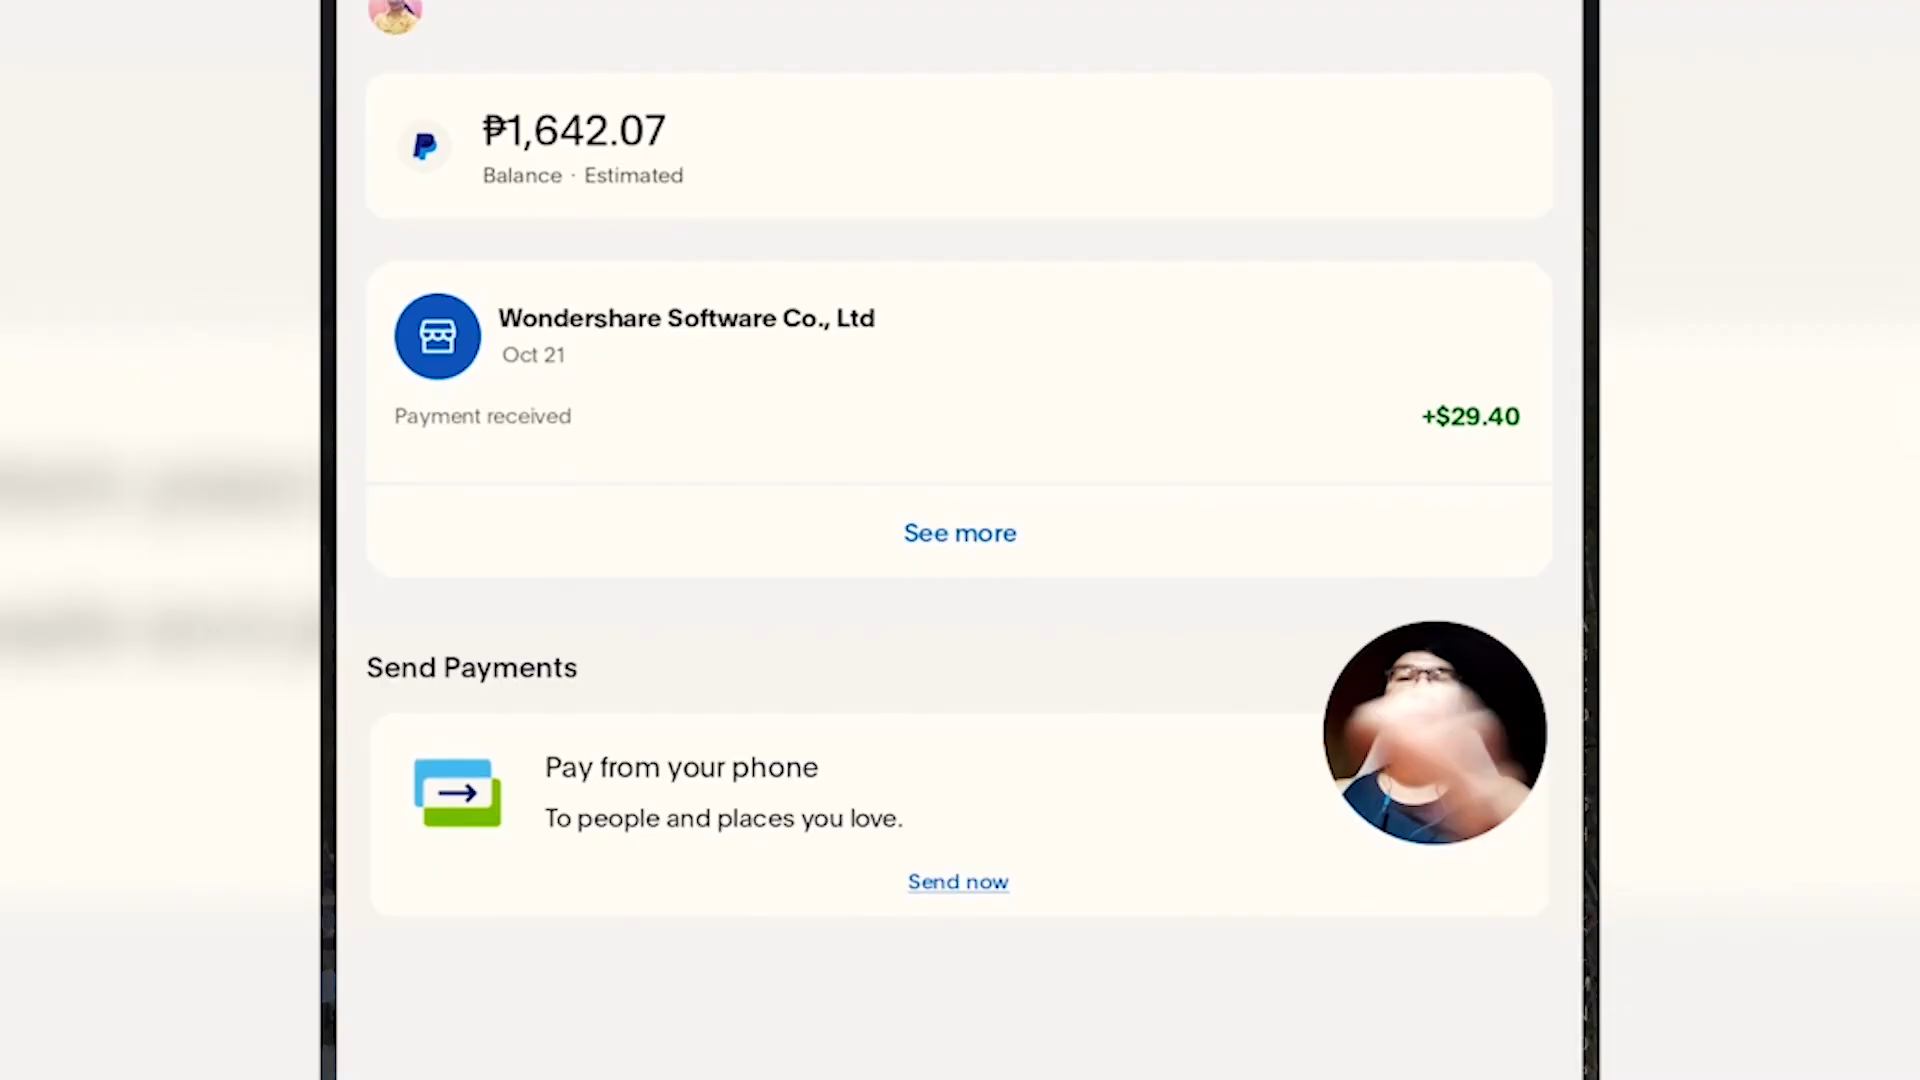 ₱1,642.07
Balance · Estimated
Wondershare Software Co., Ltd
Oct 21
Payment received
+$29.40
See more
Send Payments
Pay from your phone
To people and places you love.
Send now